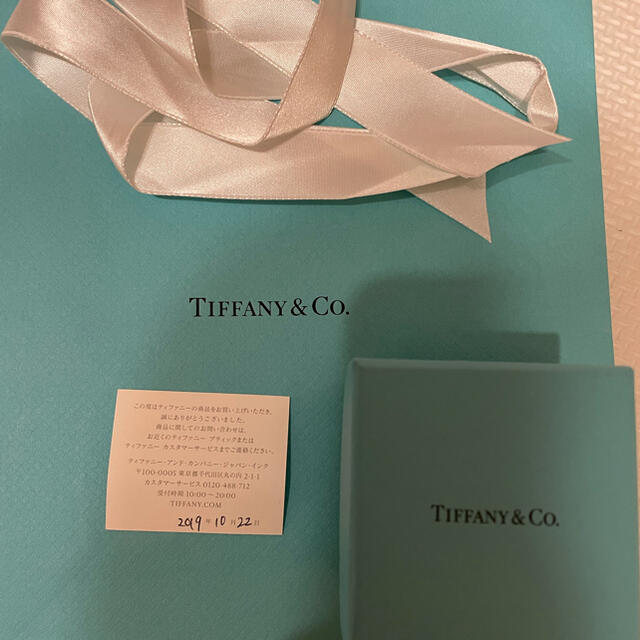 TIFFANY & CO.
この度はティファニーの商品をお買い上げいただき、
誠にありがとうございました。
商品に関してのお問い合わせは、
お近くのティファニー ブティックまたは
ティファニー カスタマーサービスまでご連絡ください。
ティファニー・アンド・カンパニー・ジャパン・インク
〒100-0005 東京都千代田区丸の内 2-1-1
カスタマーサービス 0120-488-712
受付時間 10:00〜20:00
TIFFANY.COM
2019年10月22日
TIFFANY & CO.